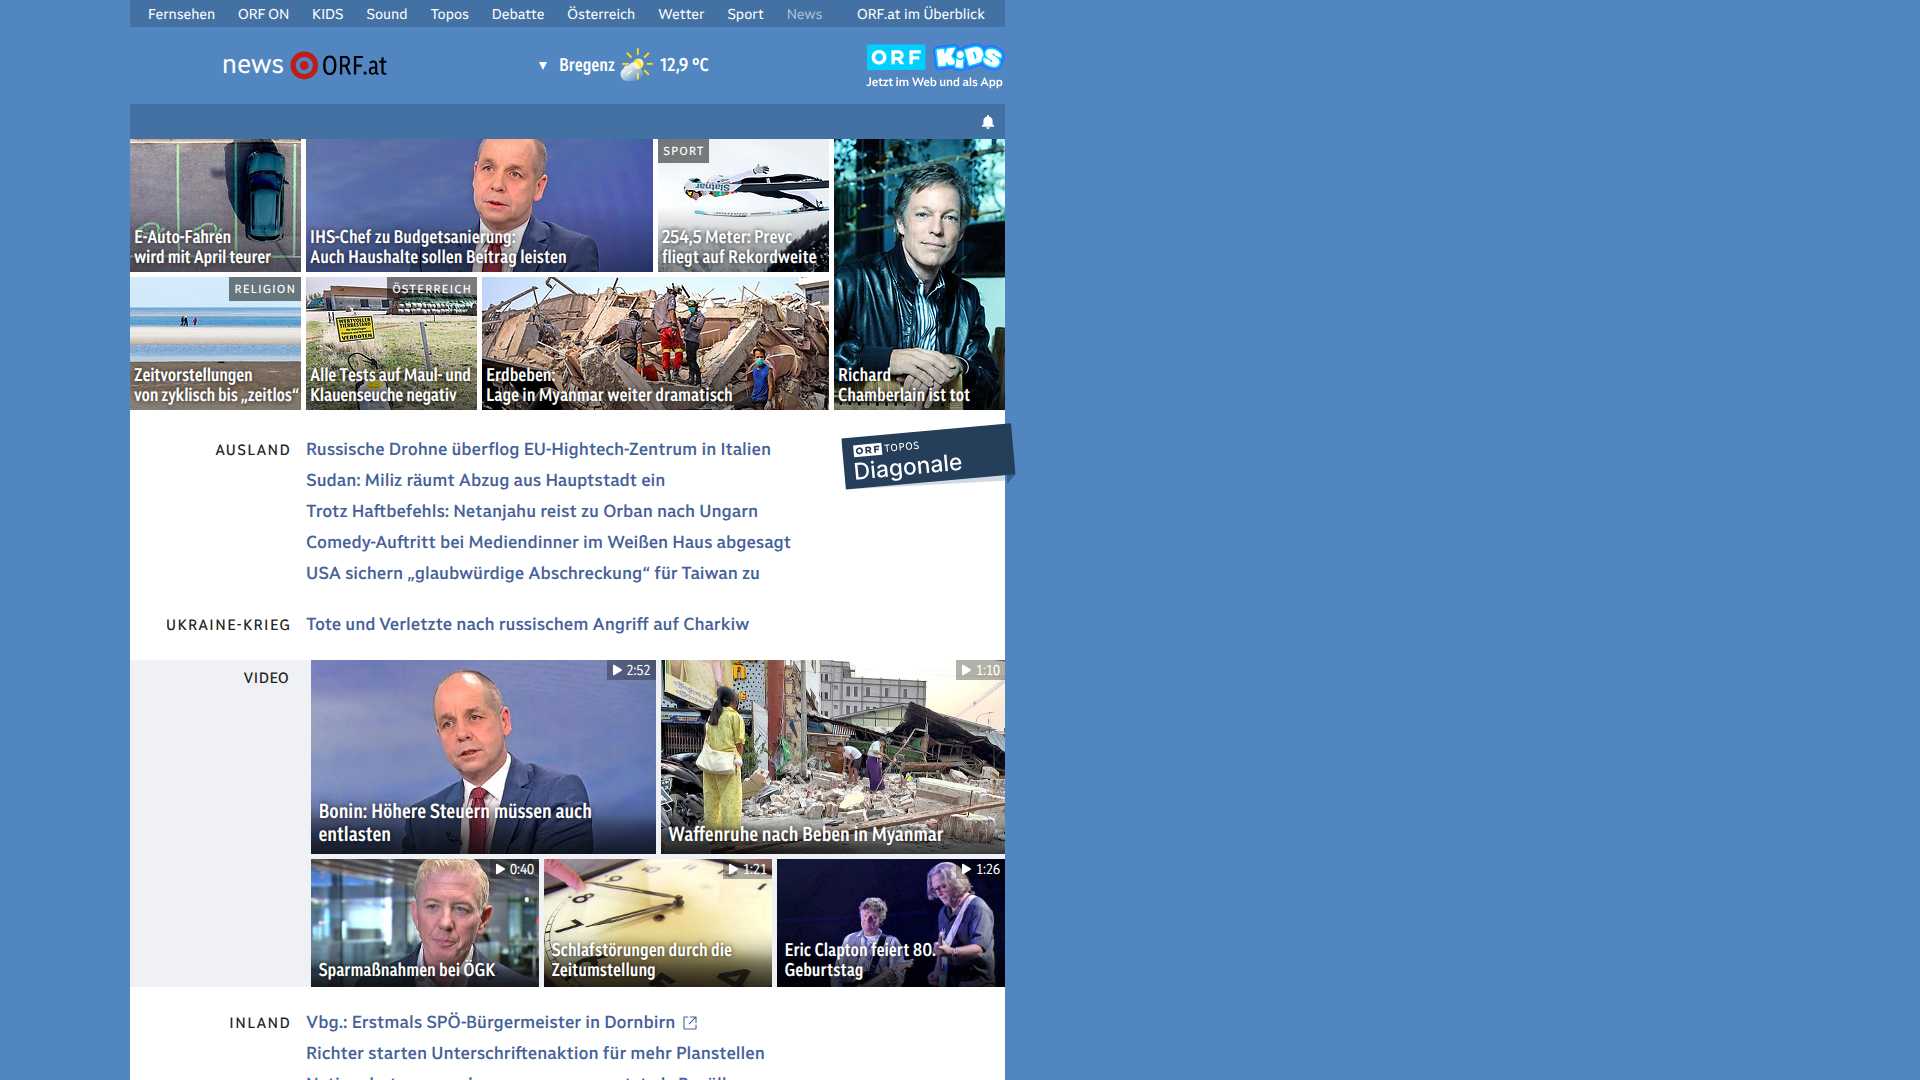 Fernsehen ORF ON KIDS Sound Topos Debatte Österreich Wetter Sport News ORF.at im Überblick
news ORF.at
Bregenz 12,9 °C
ORF KiDS
Jetzt im Web und als App
E-Auto-Fahren
wird mit April teurer
IHS-Chef zu Budgetsanierung:
Auch Haushalte sollen Beitrag leisten
SPORT
Slatnar
254,5 Meter: Prevc
fliegt auf Rekordweite
Richard
Chamberlain ist tot
RELIGION
Zeitvorstellungen
von zyklisch bis „zeitlos“
ÖSTERREICH
WERTVOLLER
TIERBESTAND
VERBOTEN
Alle Tests auf Maul- und
Klauenseuche negativ
Erdbeben:
Lage in Myanmar weiter dramatisch
AUSLAND
Russische Drohne überflog EU-Hightech-Zentrum in Italien
Sudan: Miliz räumt Abzug aus Hauptstadt ein
Trotz Haftbefehls: Netanjahu reist zu Orban nach Ungarn
Comedy-Auftritt bei Mediendinner im Weißen Haus abgesagt
USA sichern „glaubwürdige Abschreckung“ für Taiwan zu
ORF TOPOS
Diagonale
UKRAINE-KRIEG
Tote und Verletzte nach russischem Angriff auf Charkiw
VIDEO
2:52
Bonin: Höhere Steuern müssen auch
entlasten
1:10
Waffenruhe nach Beben in Myanmar
0:40
Sparmaßnahmen bei ÖGK
1:21
Schlafstörungen durch die
Zeitumstellung
1:26
Eric Clapton feiert 80.
Geburtstag
INLAND
Vbg.: Erstmals SPÖ-Bürgermeister in Dornbirn
Richter starten Unterschriftenaktion für mehr Planstellen